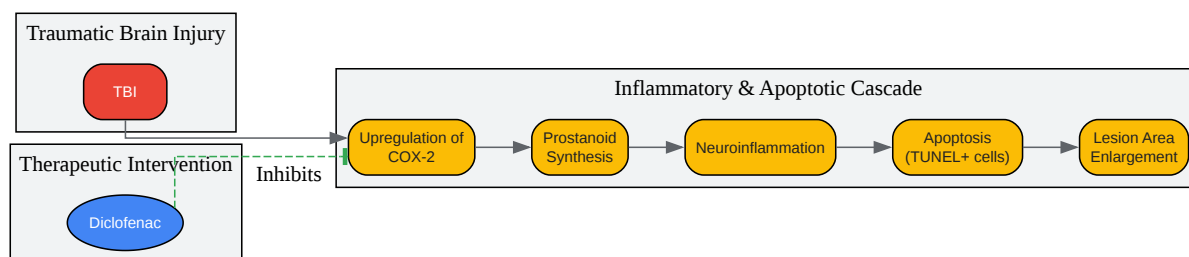 Traumatic Brain Injury
TBI
Therapeutic Intervention
Diclofenac
Inhibits
Inflammatory & Apoptotic Cascade
Upregulation of
COX-2
Prostanoid
Synthesis
Neuroinflammation
Apoptosis
(TUNEL+ cells)
Lesion Area
Enlargement